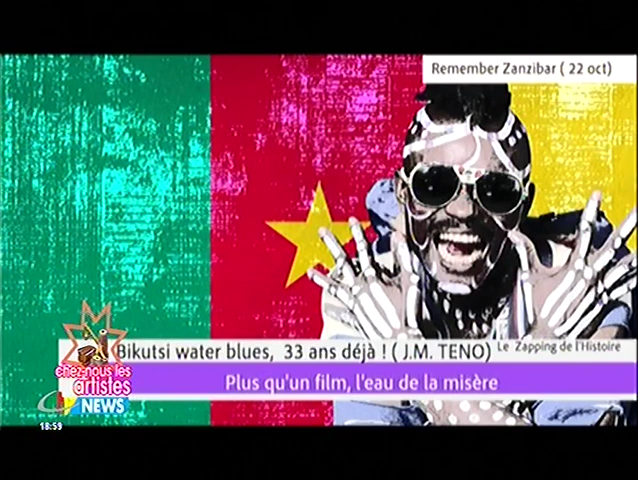 Remember Zanzibar ( 22 oct)
Bikutsi water blues, 33 ans déjà ! ( J.M. TENO)
Le Zapping de l'Histoire
Plus qu'un film, l'eau de la misère
chez-nous les
artistes
NEWS
18:59